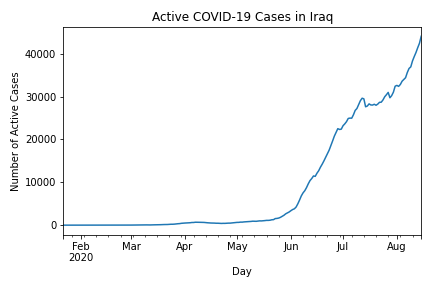 Active COVID-19 Cases in Iraq
Number of Active Cases
40000
30000
20000
10000
0
Feb Mar Apr May Jun Jul Aug
2020
Day